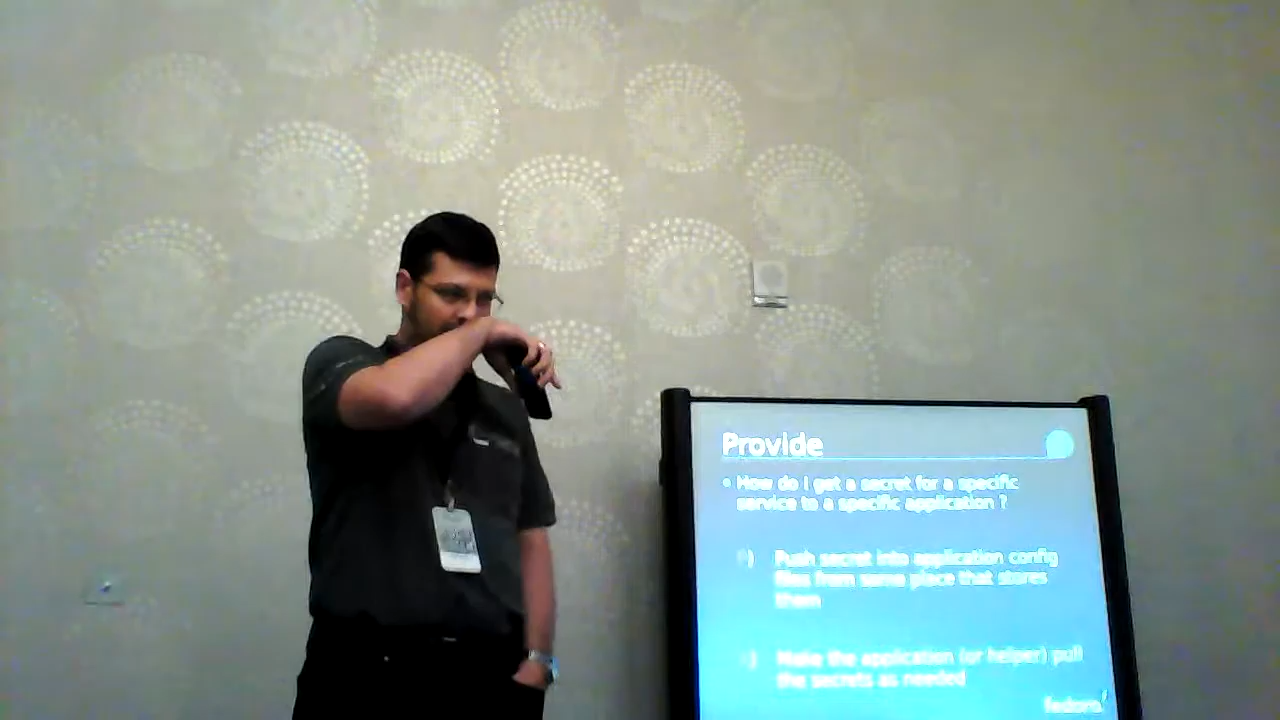 Provide
• How do I get a secret for a specific
service to a specific application ?
Push secret into application config
files from some place that stores
them
Make the application (or helper) pull
the secrets as needed
fedora